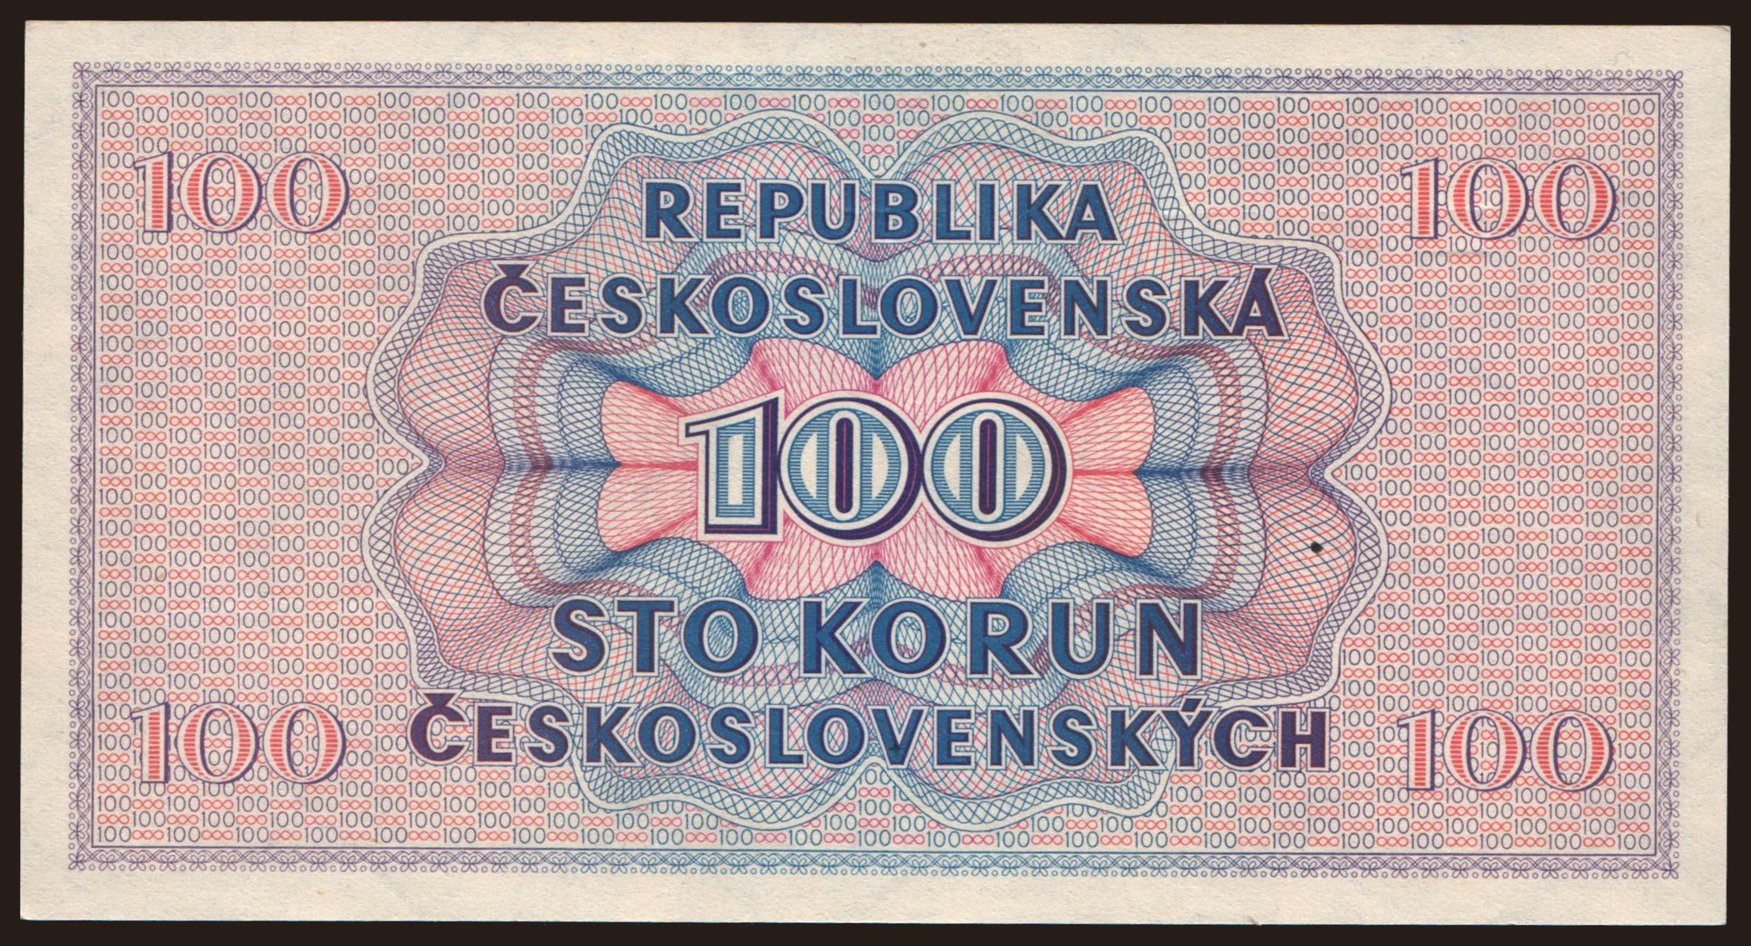 100 100
REPUBLIKA
ČESKOSLOVENSKÁ
100
STO KORUN
ČESKOSLOVENSKÝCH
100 100